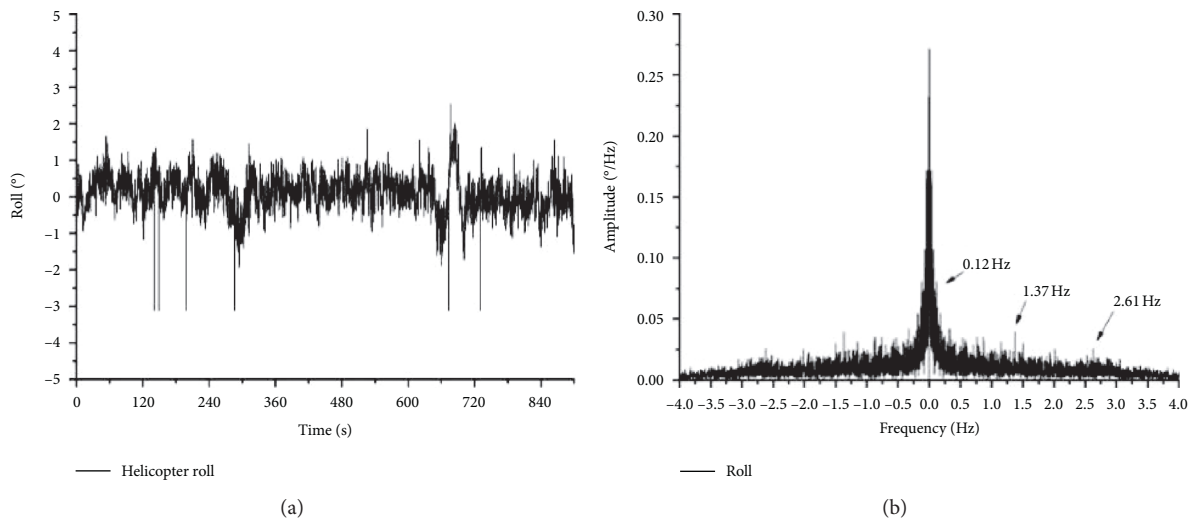 5
4
3
2
1
0
−1
−2
−3
−4
−5
Roll (°)
0 120 240 360 480 600 720 840
Time (s)
Helicopter roll
(a)
0.30
0.25
0.20
0.15
0.10
0.05
0.00
Amplitude (°/Hz)
0.12 Hz
1.37 Hz
2.61 Hz
−4.0 −3.5 −3.0 −2.5 −2.0 −1.5 −1.0 −0.5 0.0 0.5 1.0 1.5 2.0 2.5 3.0 3.5 4.0
Frequency (Hz)
Roll
(b)